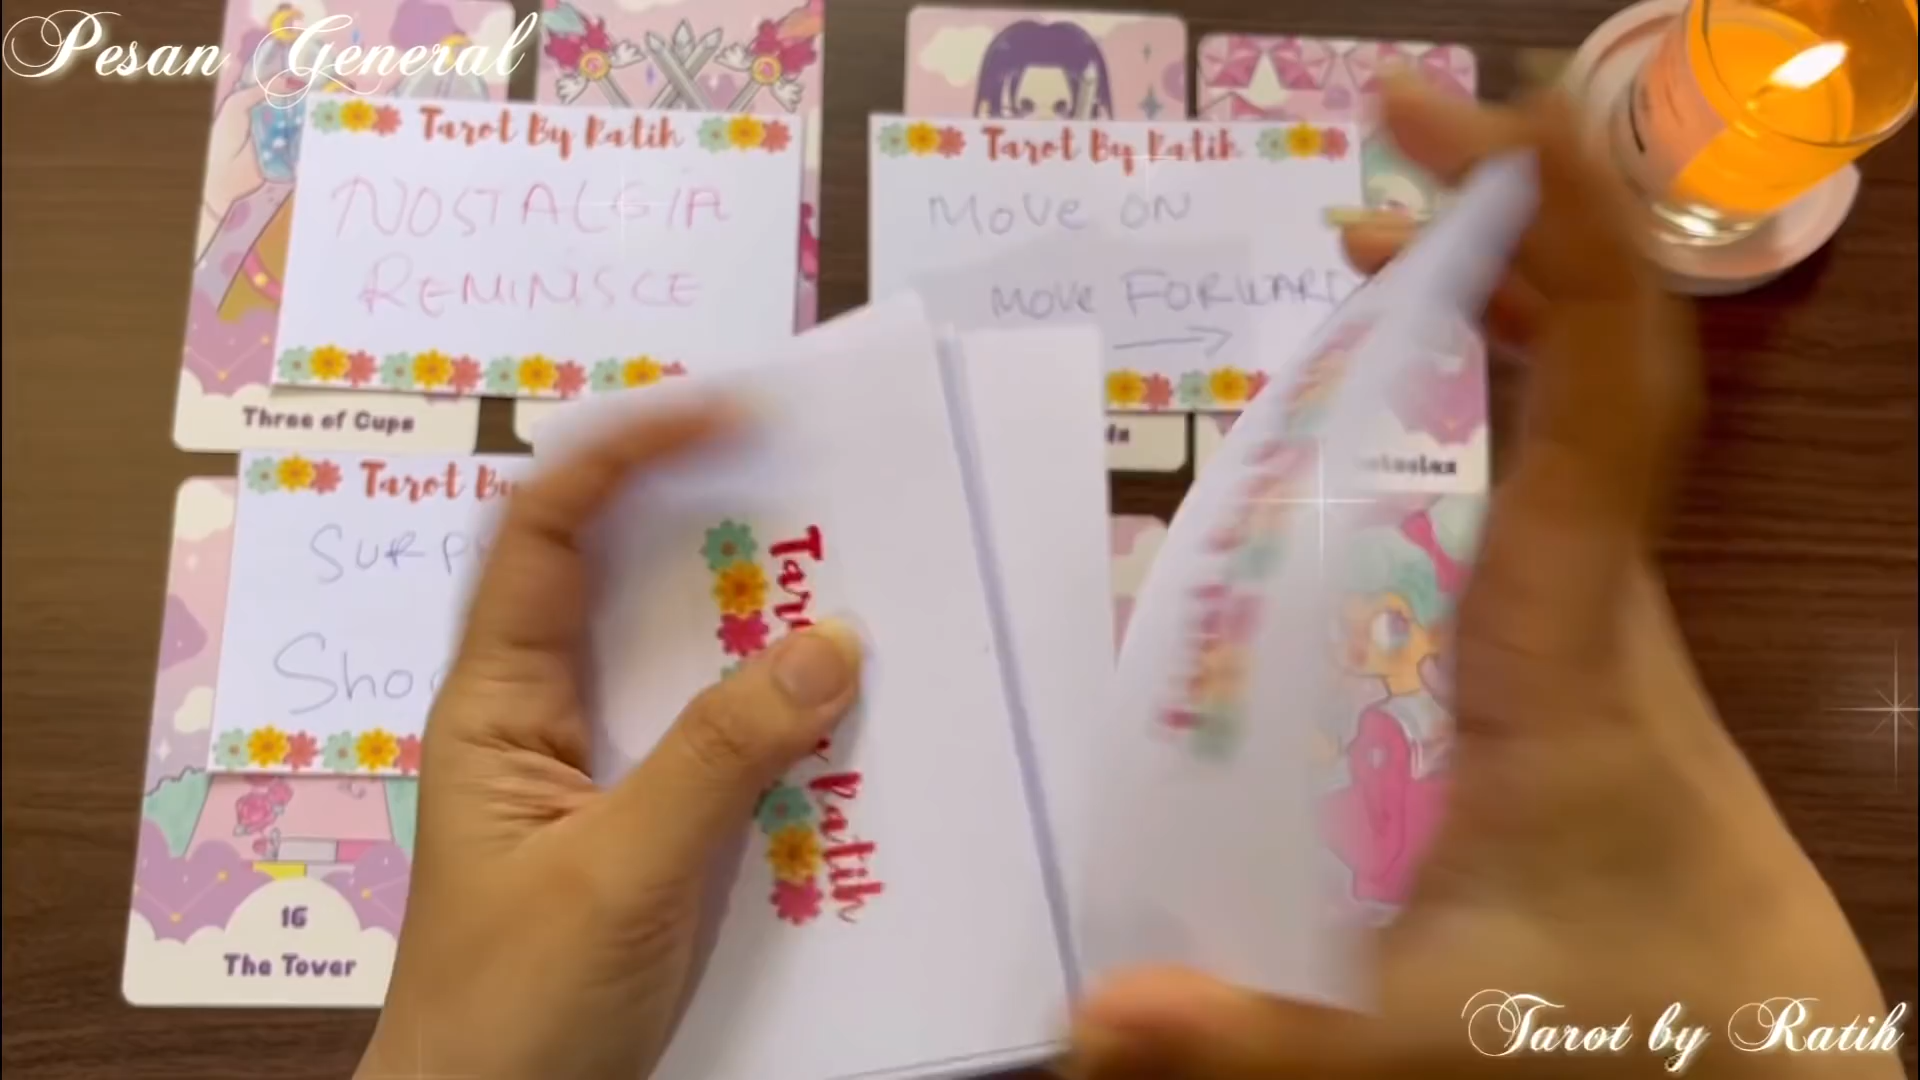 Pesan General
Tarot By Ratih
NOSTALGIA
REMINISCE
Three of Cups
Tarot By Ratih
MOVE ON
MOVE FORWARD
Tarot By
16
The Tower
Tarot by Ratih